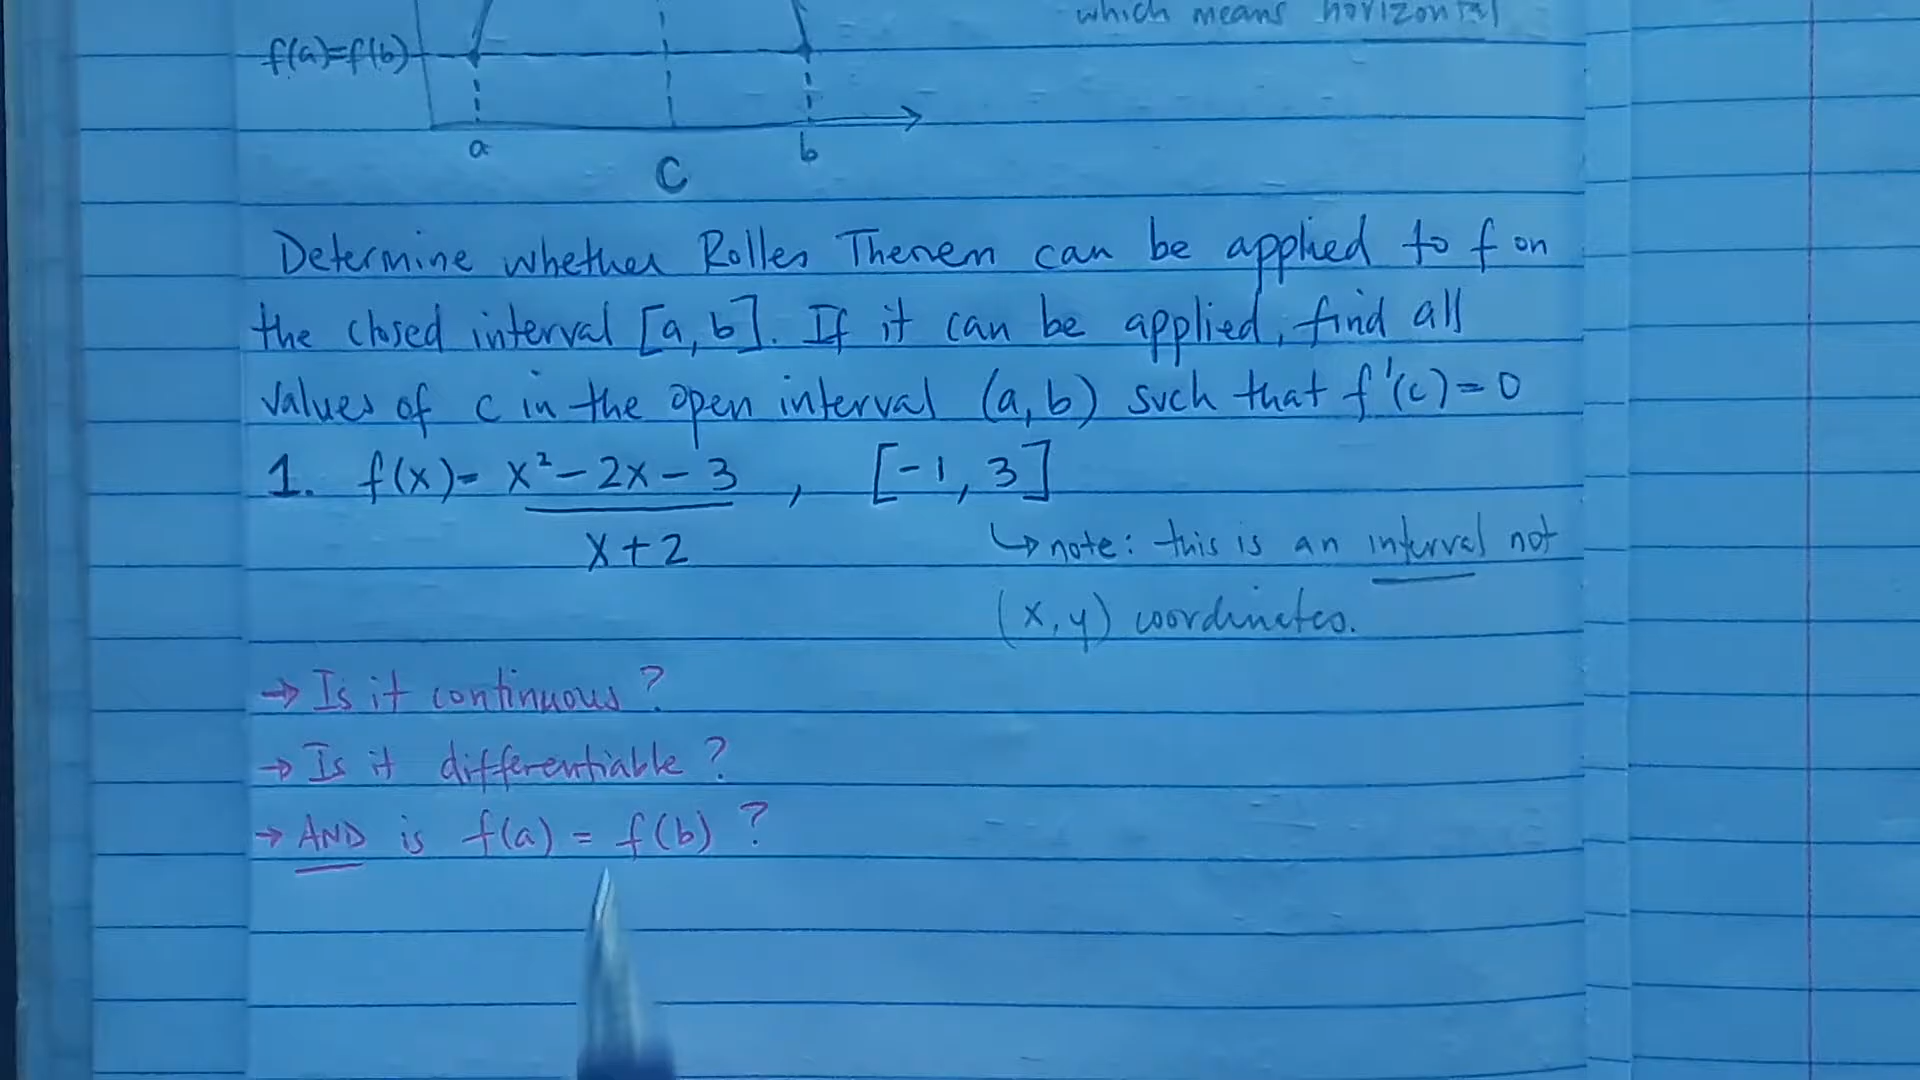 which means horizontal
f(a)=f(b)
a
b
C
Determine whether Rolles Therem can be applied to f on
the closed interval [a, b]. If it can be applied, find all
values of c in the open interval (a, b) such that f'(c)=0
1. f(x)= x²-2x-3 , [-1, 3]
x+2
↳ note: this is an interval not
(x, y) coordinates.
→ Is it continuous?
→ Is it differentiable?
→ AND is f(a) = f(b) ?